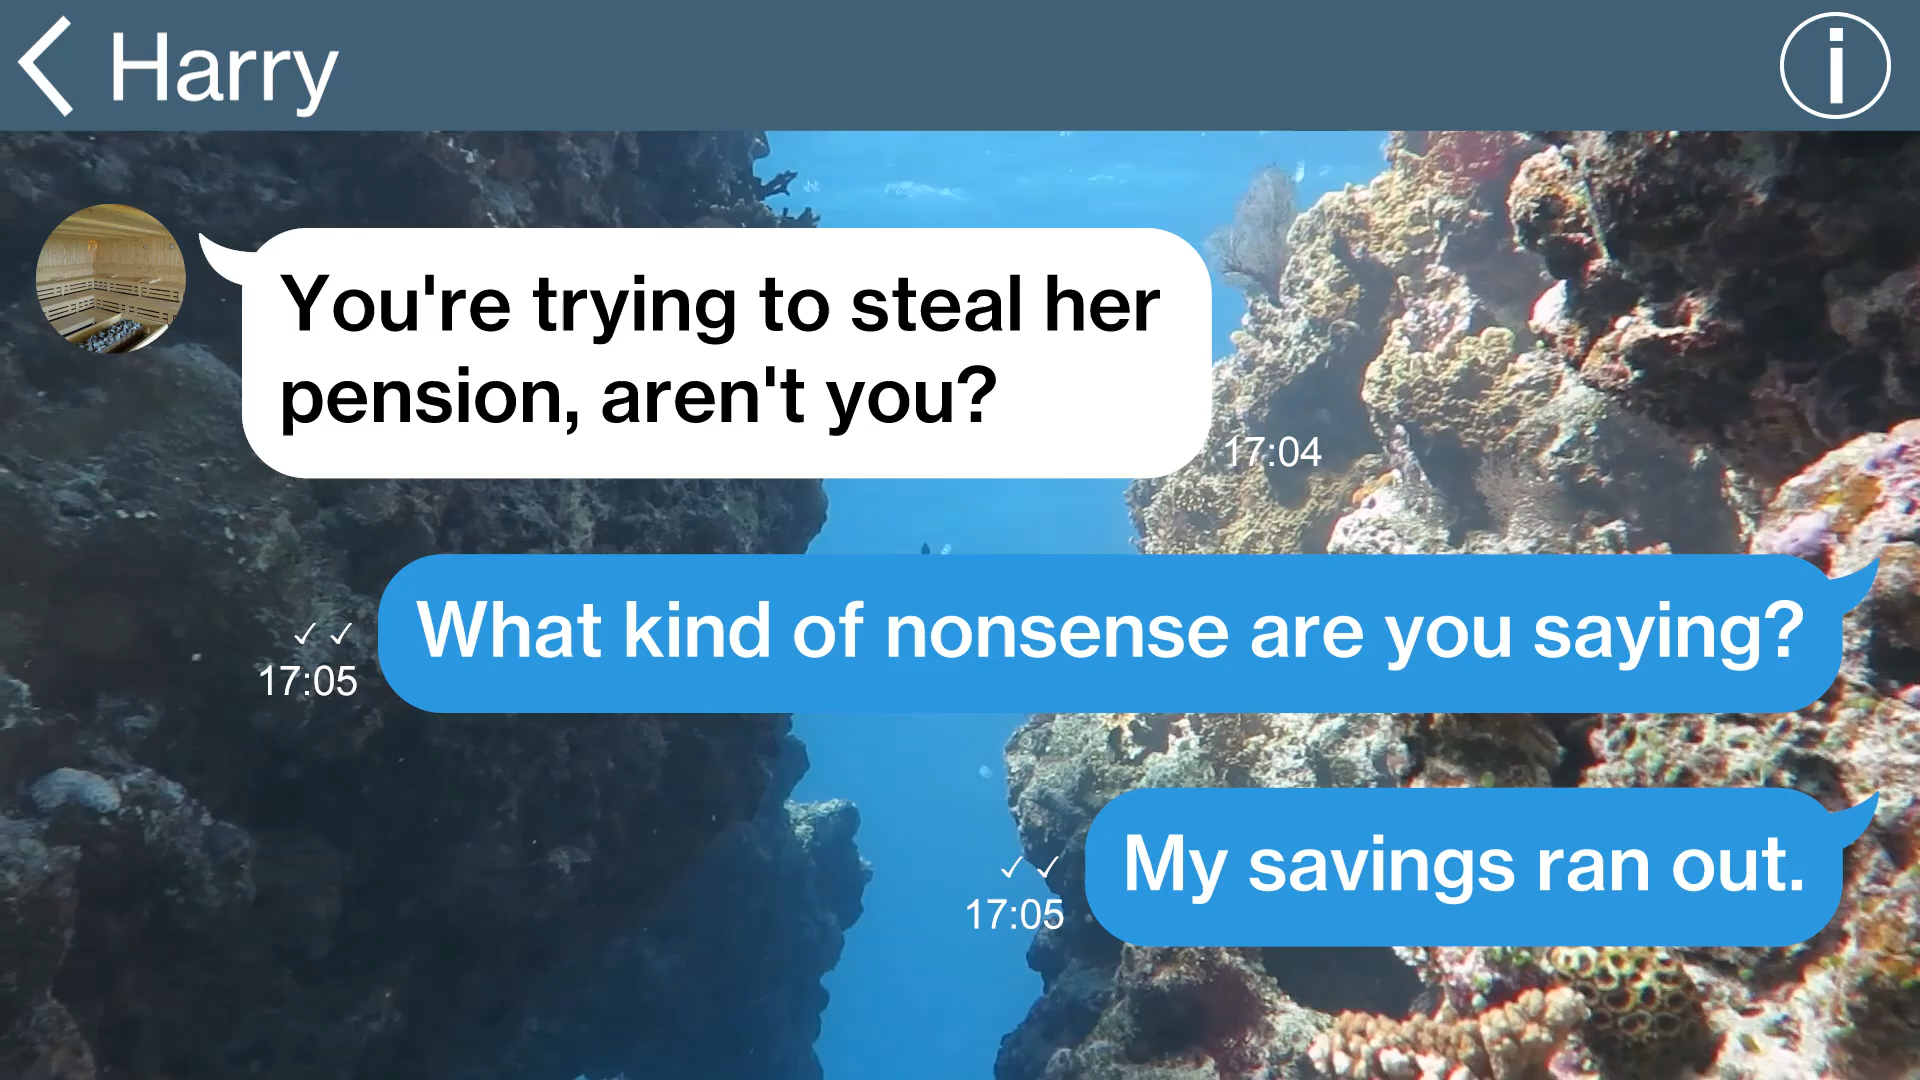 Harry
You're trying to steal her
pension, aren't you?
17:04
What kind of nonsense are you saying?
17:05
My savings ran out.
17:05